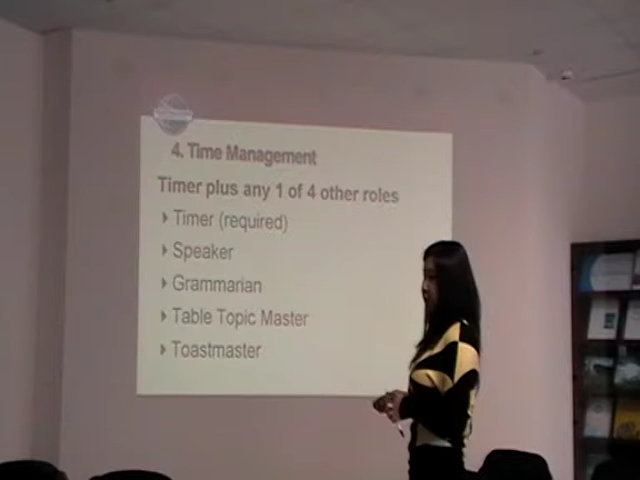 4. Time Management
Timer plus any 1 of 4 other roles
Timer (required)
Speaker
Grammarian
Table Topic Master
Toastmaster